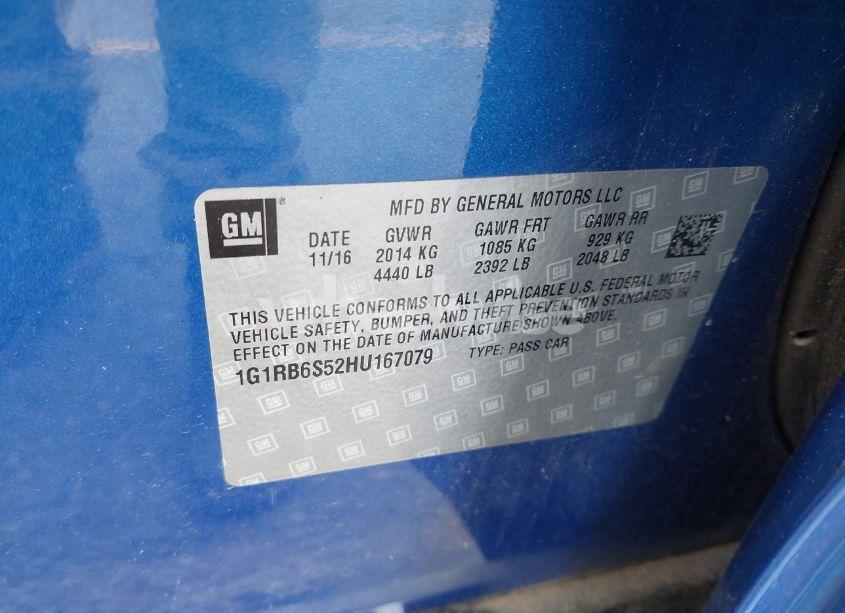 GM
MFD BY GENERAL MOTORS LLC
DATE GVWR GAWR FRT GAWR RR
11/16 2014 KG 1085 KG 929 KG
4440 LB 2392 LB 2048 LB
THIS VEHICLE CONFORMS TO ALL APPLICABLE U.S. FEDERAL MOTOR
VEHICLE SAFETY, BUMPER, AND THEFT PREVENTION STANDARDS IN
EFFECT ON THE DATE OF MANUFACTURE SHOWN ABOVE.
1G1RB6S52HU167079 TYPE: PASS CAR